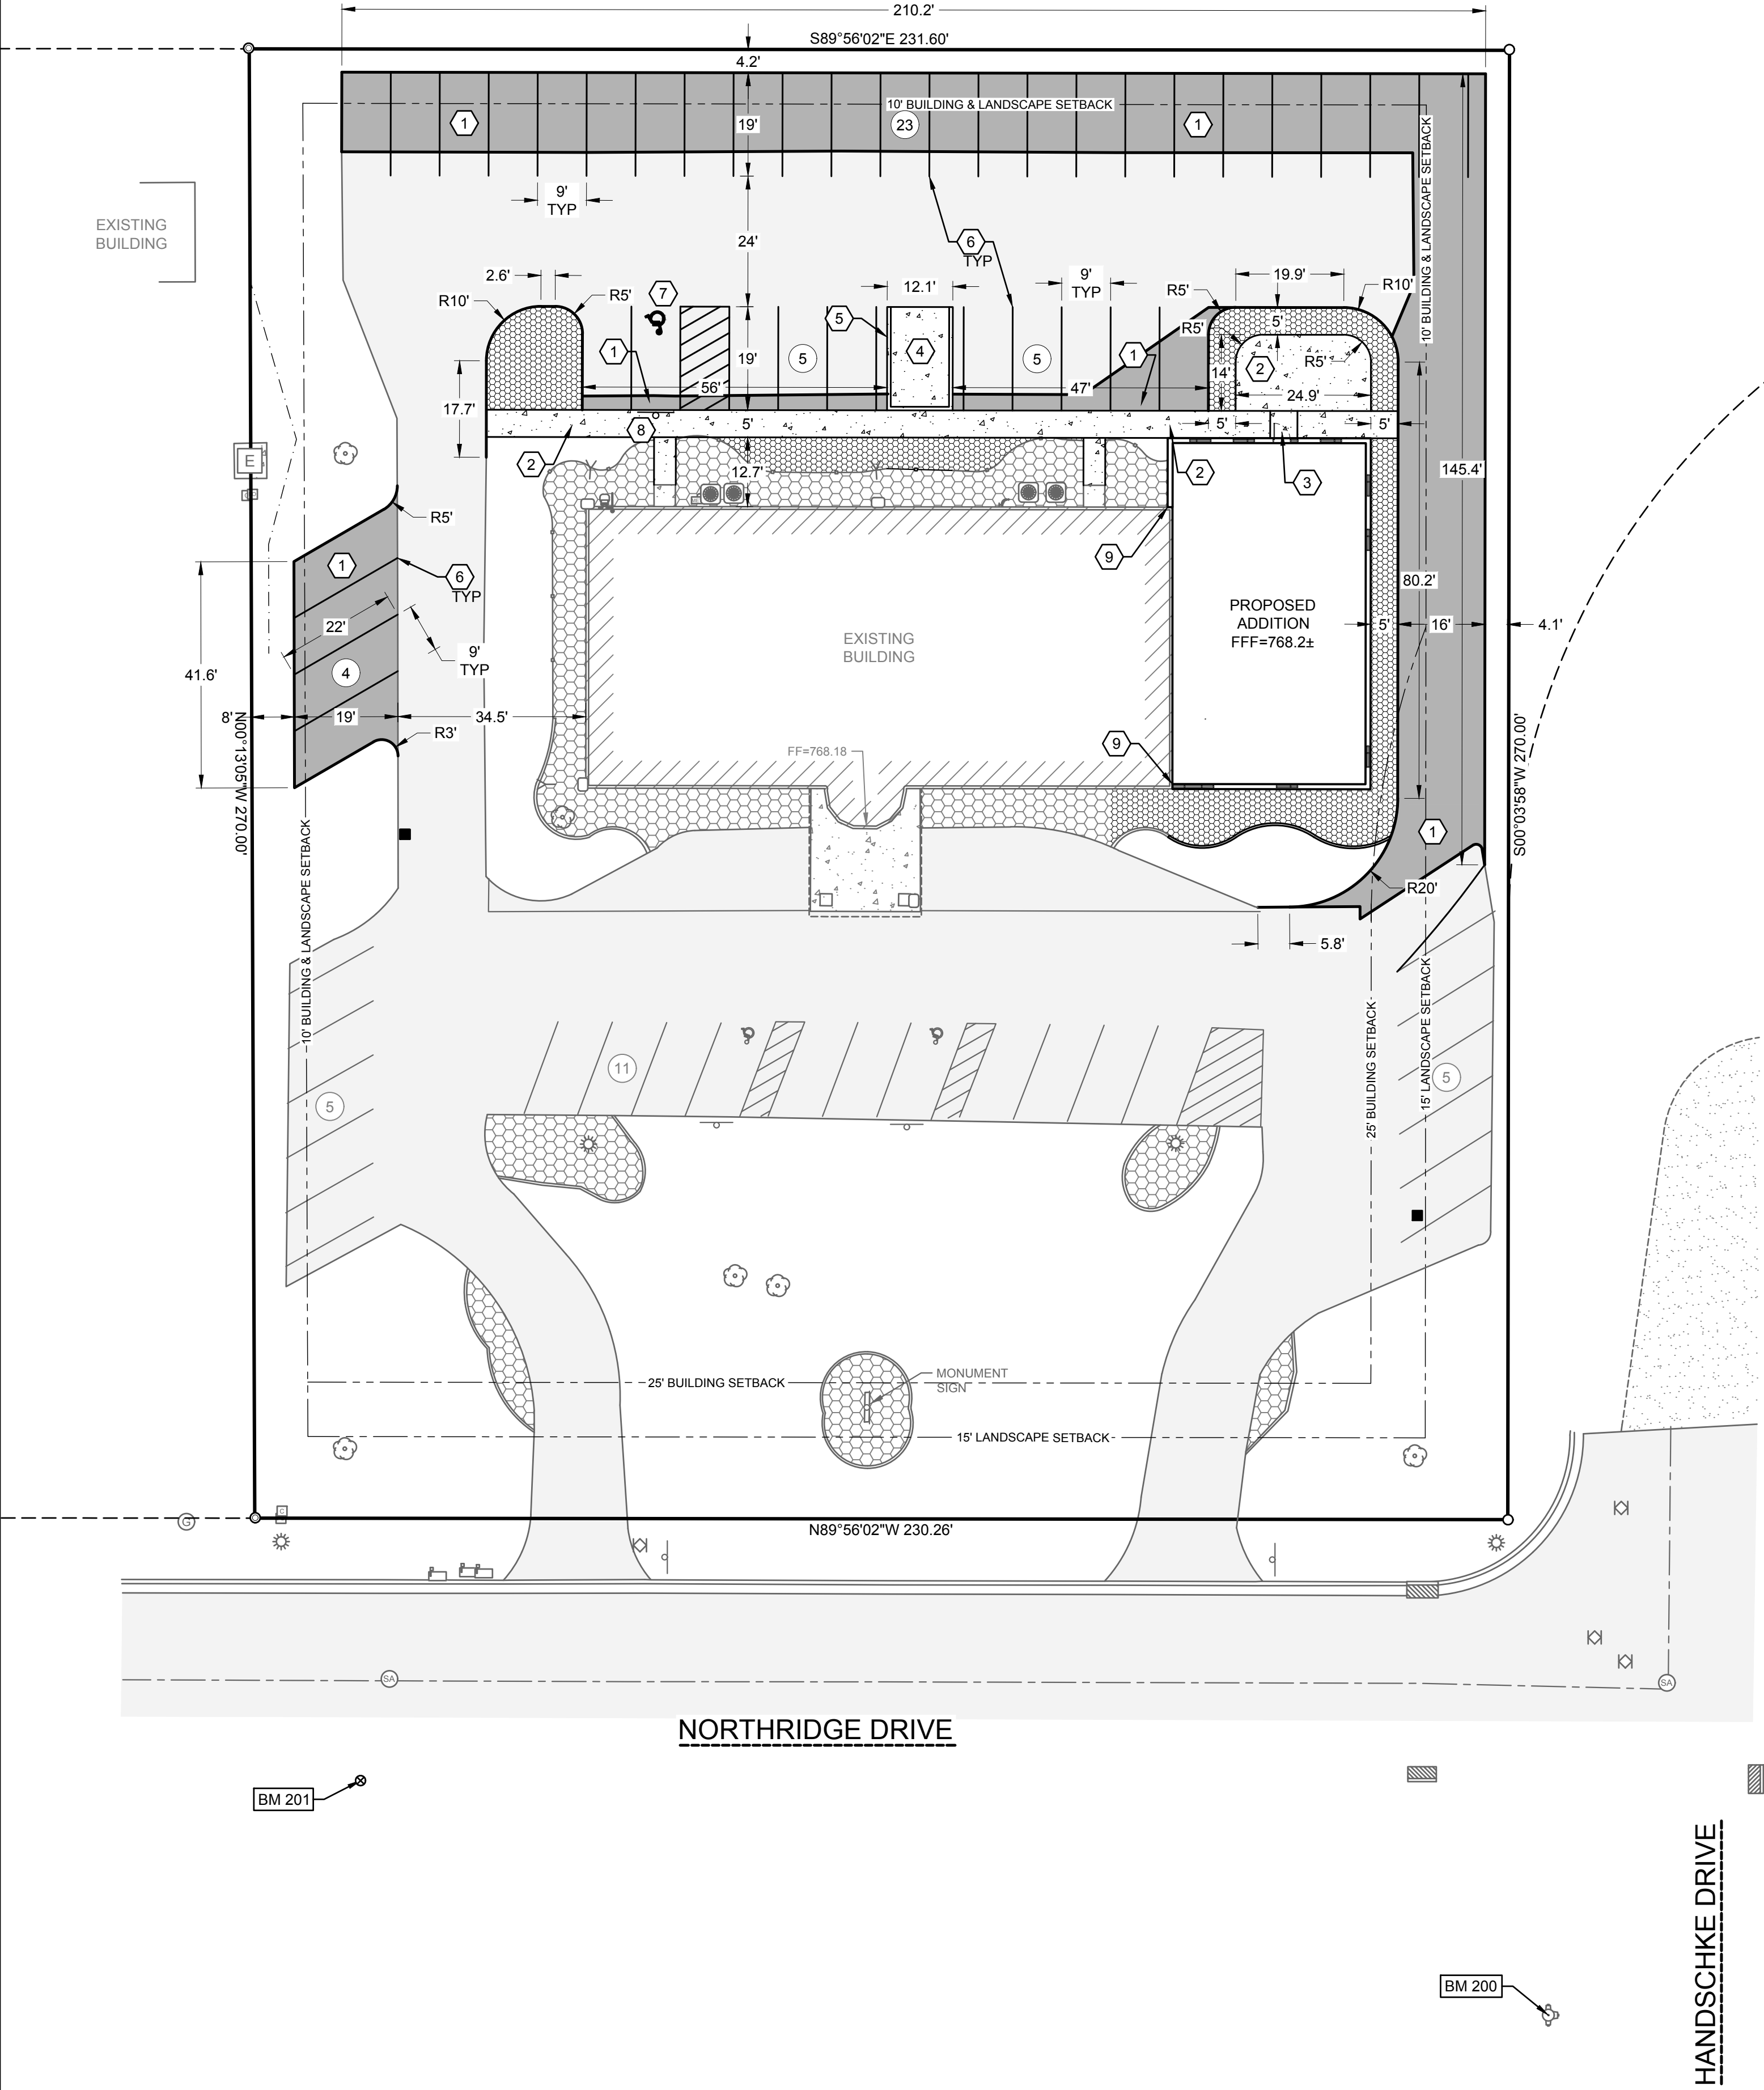 210.2'
S89°56'02"E 231.60'
4.2'
10' BUILDING & LANDSCAPE SETBACK
1
19'
23
1
10' BUILDING & LANDSCAPE SETBACK
EXISTING
BUILDING
9'
TYP
24'
6
TYP
2.6'
R10'
R5'
7
12.1'
9'
TYP
R5'
19.9'
R10'
5
R5'
5'
1
19'
5
4
5
1
2
R5'
14'
56'
47'
24.9'
17.7'
8
5'
5'
5'
E
2
12.7'
2
3
145.4'
R5'
1
9
6
TYP
80.2'
22'
PROPOSED
ADDITION
FFF=768.2±
5'
16'
4.1'
EXISTING
BUILDING
9'
TYP
41.6'
4
8'
19'
34.5'
R3'
N00°13'05"W 270.00'
S00°03'58"W 270.00'
FF=768.18
9
1
10' BUILDING & LANDSCAPE SETBACK
R20'
5.8'
25' BUILDING SETBACK
15' LANDSCAPE SETBACK
11
5
5
MONUMENT
SIGN
25' BUILDING SETBACK
15' LANDSCAPE SETBACK
G
C
N89°56'02"W 230.26'
SA
SA
NORTHRIDGE DRIVE
BM 201
HANDSCHKE DRIVE
BM 200